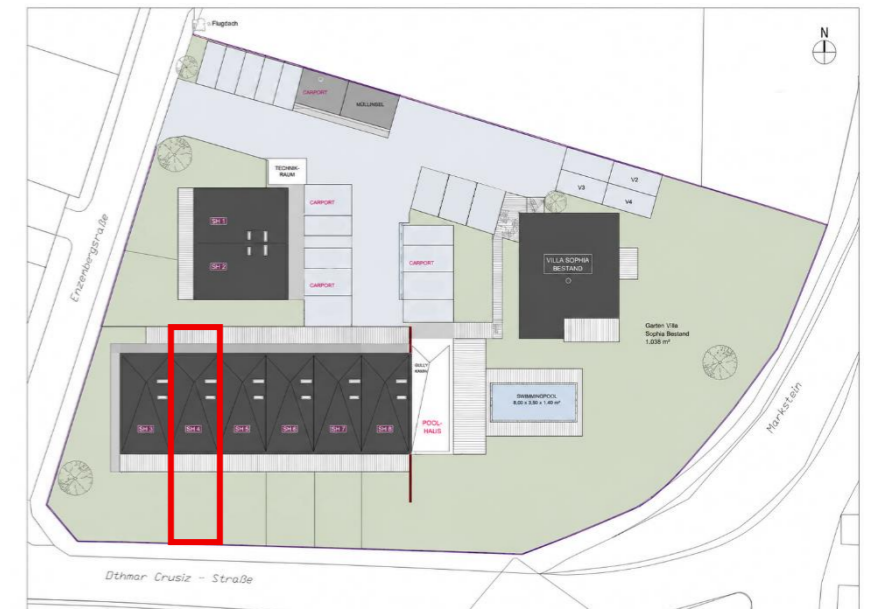 Flugdach
N
CARPORT
MÜLLINSEL
TECHNIK-
RAUM
V2
V3
V4
CARPORT
SH 1
SH 2
CARPORT
CARPORT
VILLA SOPHIA
BESTAND
Enzenbergstraße
Garten Villa
Sophia Bestand
1.038 m²
SWIMMINGPOOL
POOL-
HAUS
SH 3
SH 4
SH 5
SH 6
SH 7
SH 8
Markstein
Othmar Crusiz - Straße